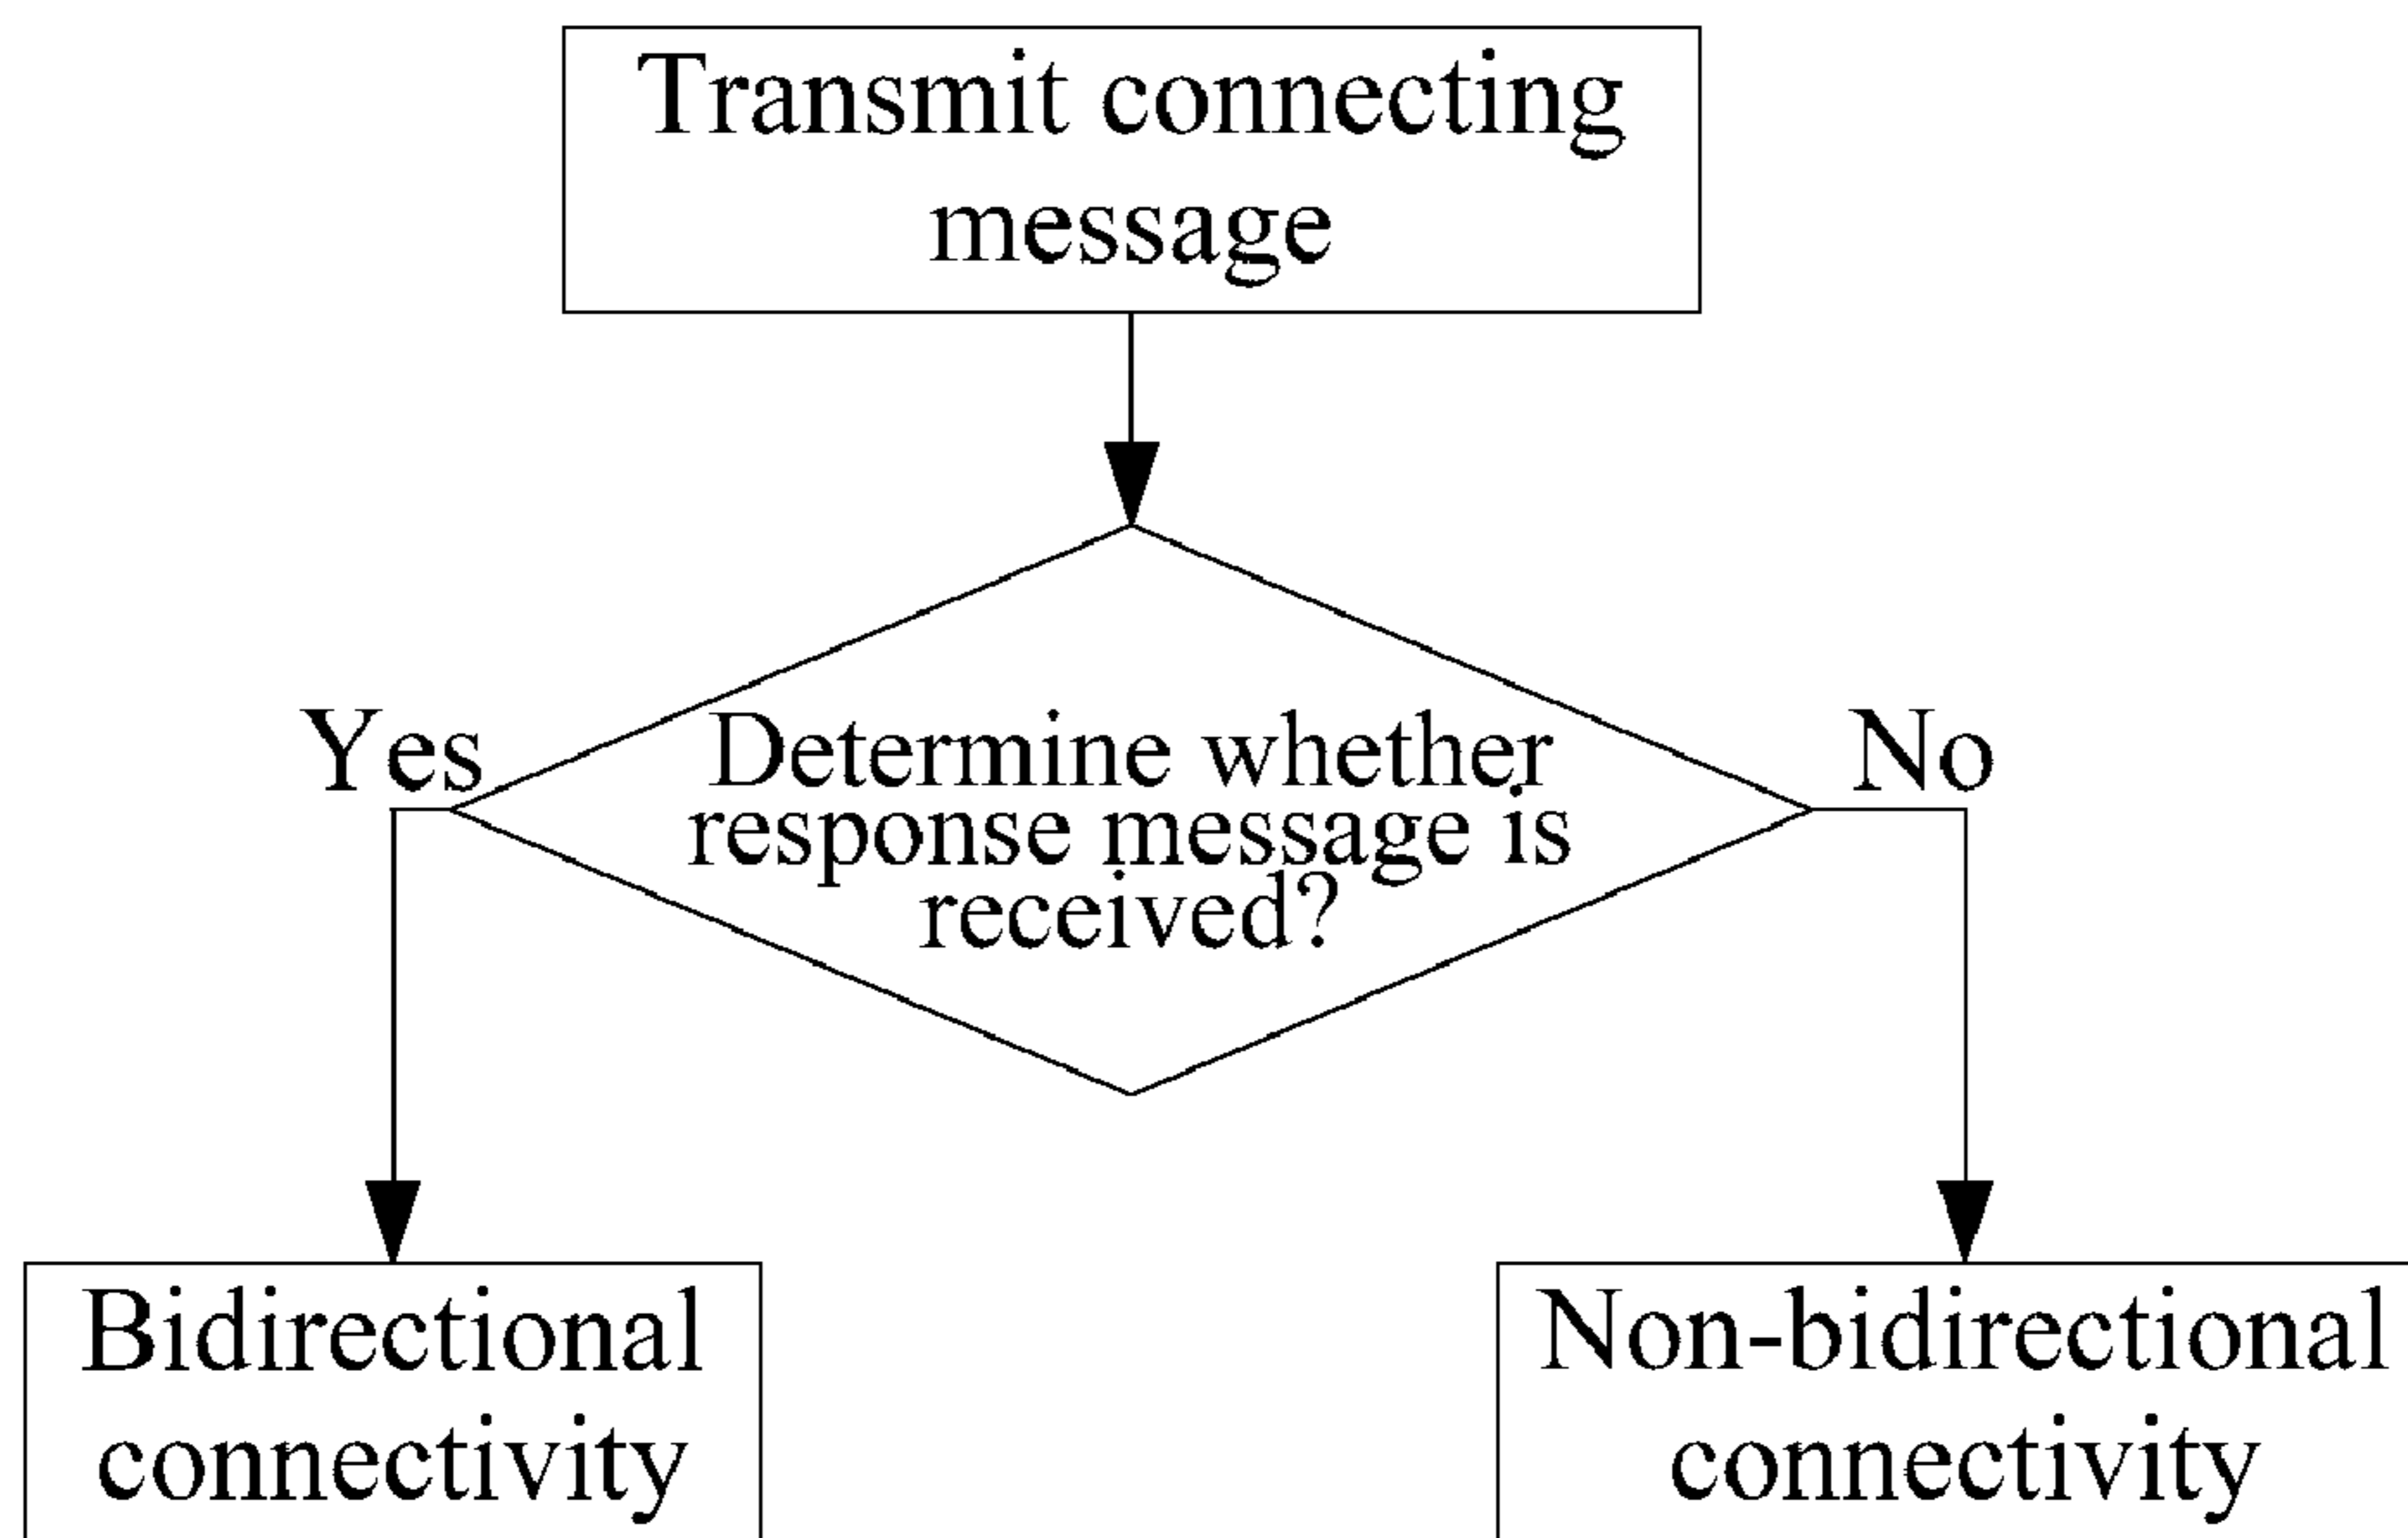 Transmit connecting
message
Yes
Determine whether
response message is
received?
No
Bidirectional
connectivity
Non-bidirectional
connectivity